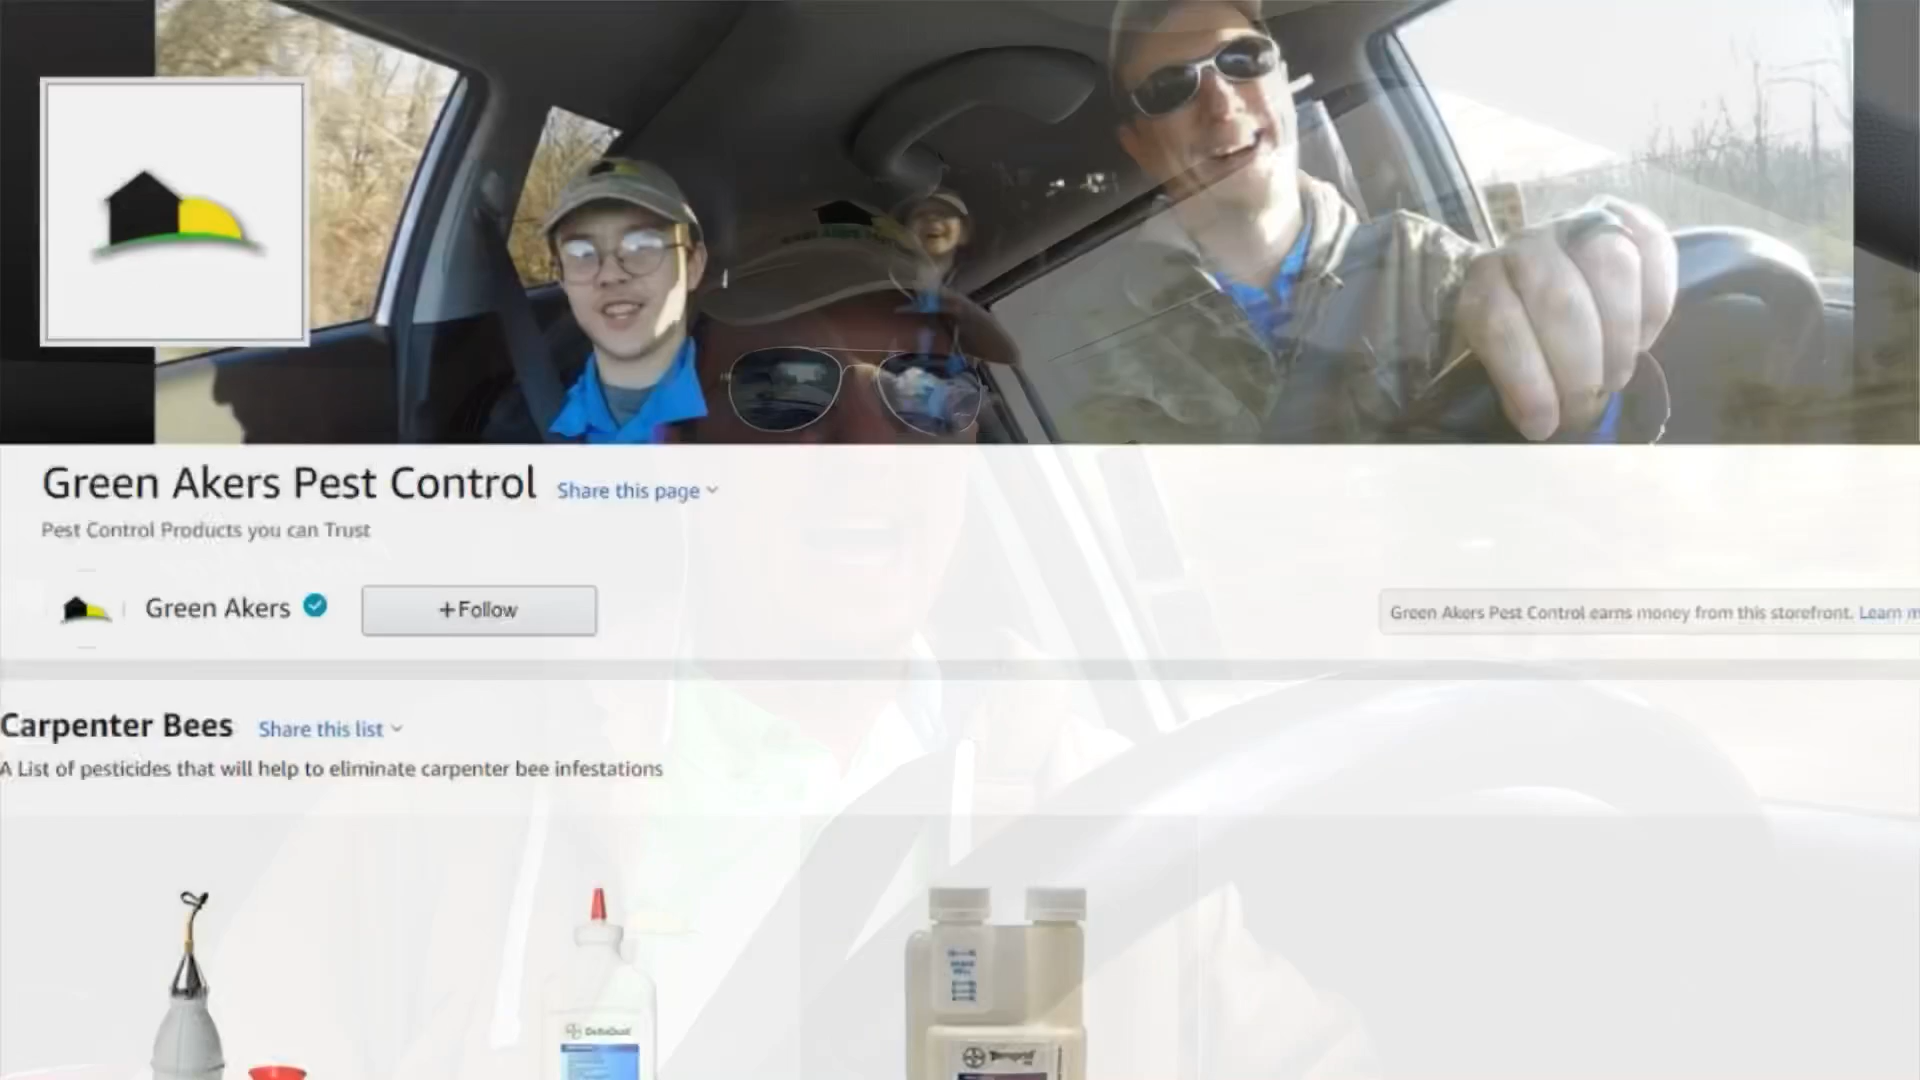 Green Akers Pest Control Share this page
Pest Control Products you can Trust
Green Akers +Follow
Green Akers Pest Control earns money from this storefront. Learn
Carpenter Bees Share this list
A List of pesticides that will help to eliminate carpenter bee infestations
DeltaDust